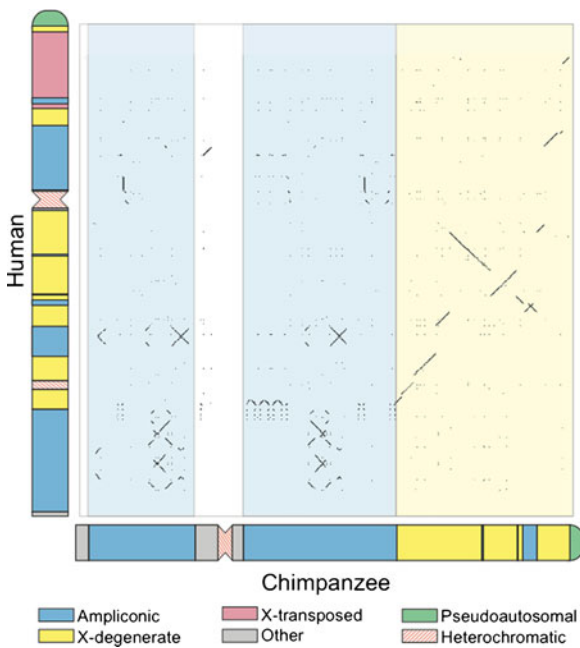 Human
Chimpanzee
Ampliconic
X-transposed
Pseudoautosomal
X-degenerate
Other
Heterochromatic